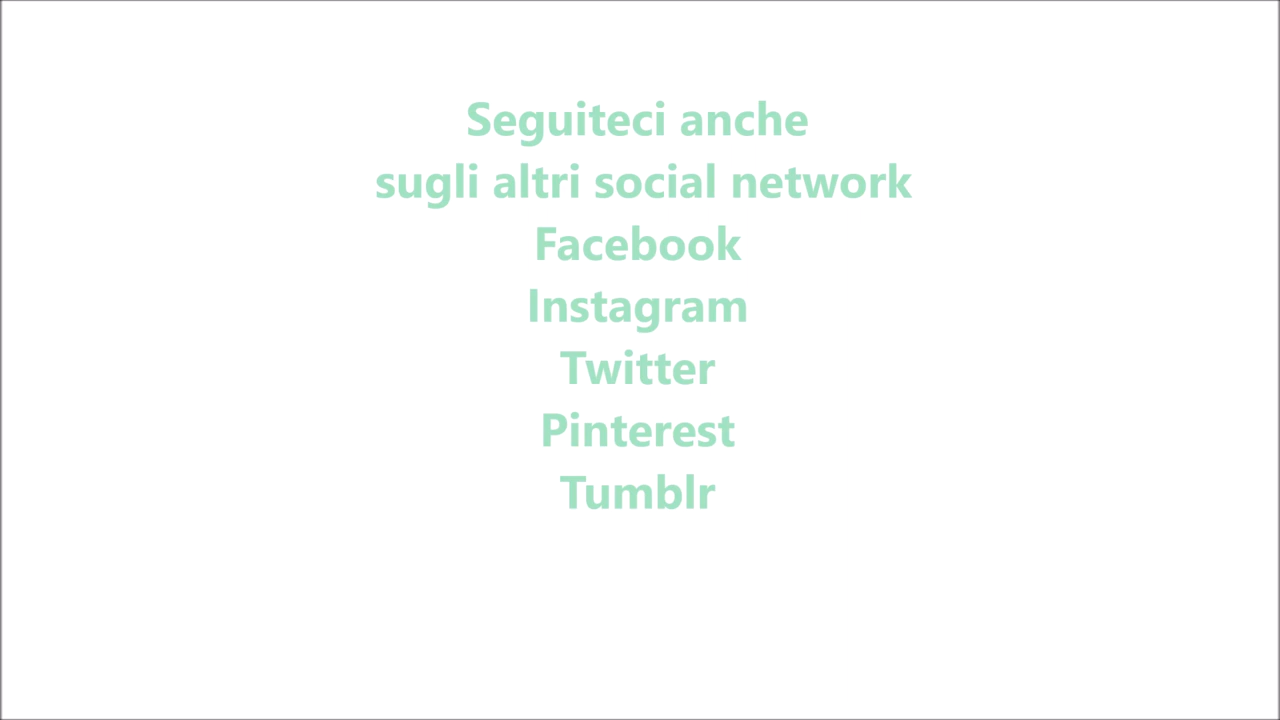 Seguiteci anche
sugli altri social network
Facebook
Instagram
Twitter
Pinterest
Tumblr